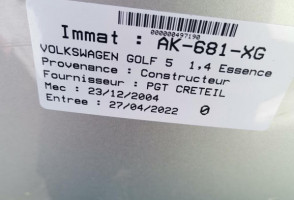 Immat : AK-681-XG
000000497190
VOLKSWAGEN GOLF 5 1,4 Essence
Provenance : Constructeur
Fournisseur : PGT CRETEIL
Mec : 23/12/2004
Entree : 27/04/2022 0